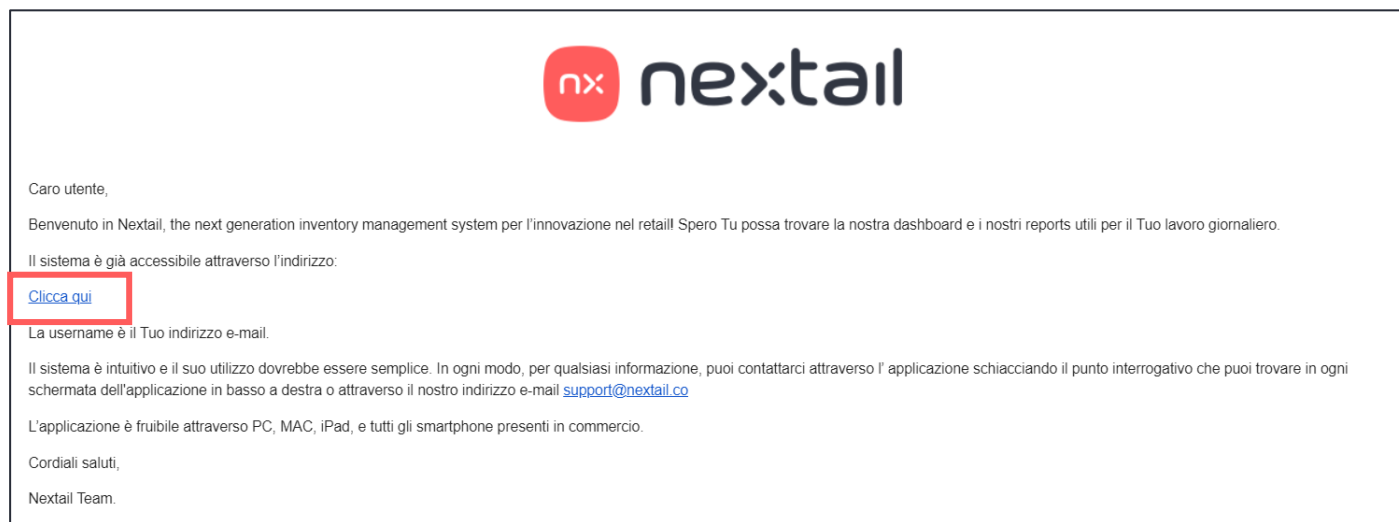 nx nextail
Caro utente,
Benvenuto in Nextail, the next generation inventory management system per l'innovazione nel retail! Spero Tu possa trovare la nostra dashboard e i nostri reports utili per il Tuo lavoro giornaliero.
Il sistema è già accessibile attraverso l'indirizzo:
Clicca qui
La username è il Tuo indirizzo e-mail.
Il sistema è intuitivo e il suo utilizzo dovrebbe essere semplice. In ogni modo, per qualsiasi informazione, puoi contattarci attraverso l' applicazione schiacciando il punto interrogativo che puoi trovare in ogni
schermata dell'applicazione in basso a destra o attraverso il nostro indirizzo e-mail support@nextail.co
L'applicazione è fruibile attraverso PC, MAC, iPad, e tutti gli smartphone presenti in commercio.
Cordiali saluti,
Nextail Team.